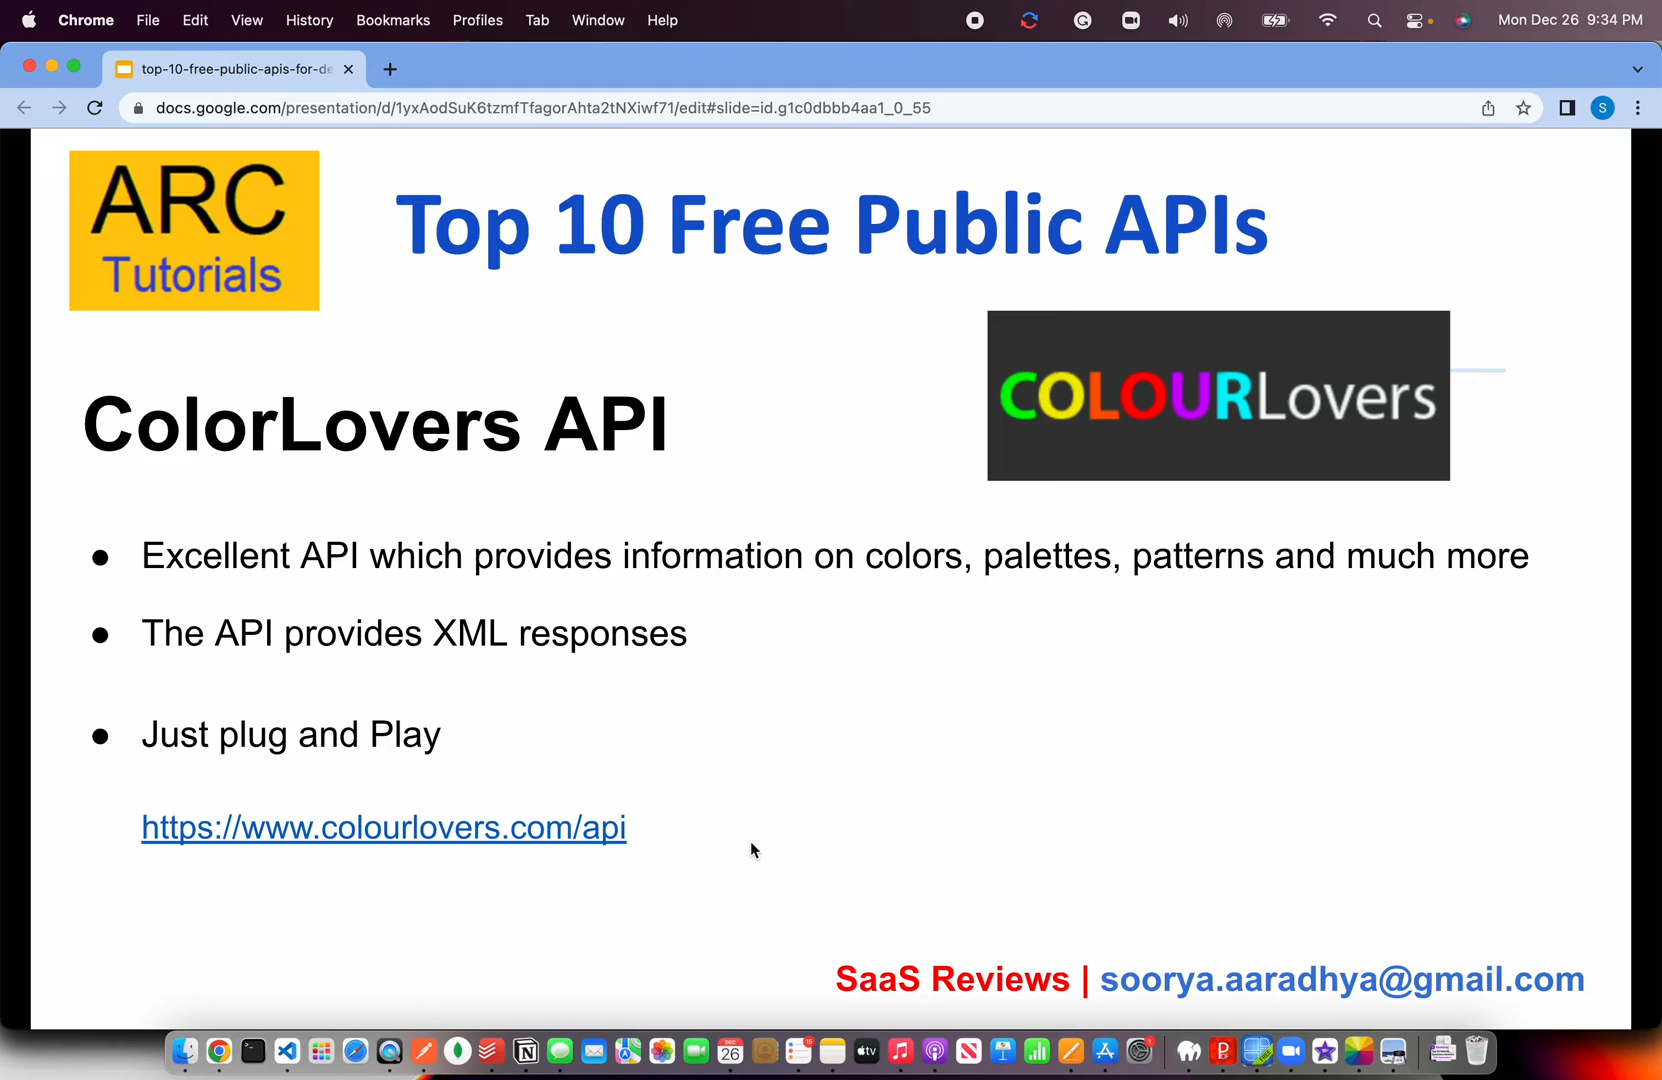 Chrome File Edit View History Bookmarks Profiles Tab Window Help Mon Dec 26 9:34 PM
top-10-free-public-apis-for-de
docs.google.com/presentation/d/1yxAodSuK6tzmfTfagorAhta2tNXiwf71/edit#slide=id.g1c0dbbb4aa1_0_55 S
ARC
Tutorials
Top 10 Free Public APIs
COLOURLovers
ColorLovers API
● Excellent API which provides information on colors, palettes, patterns and much more
● The API provides XML responses
● Just plug and Play
https://www.colourlovers.com/api
SaaS Reviews | soorya.aaradhya@gmail.com
DEC
26
tv